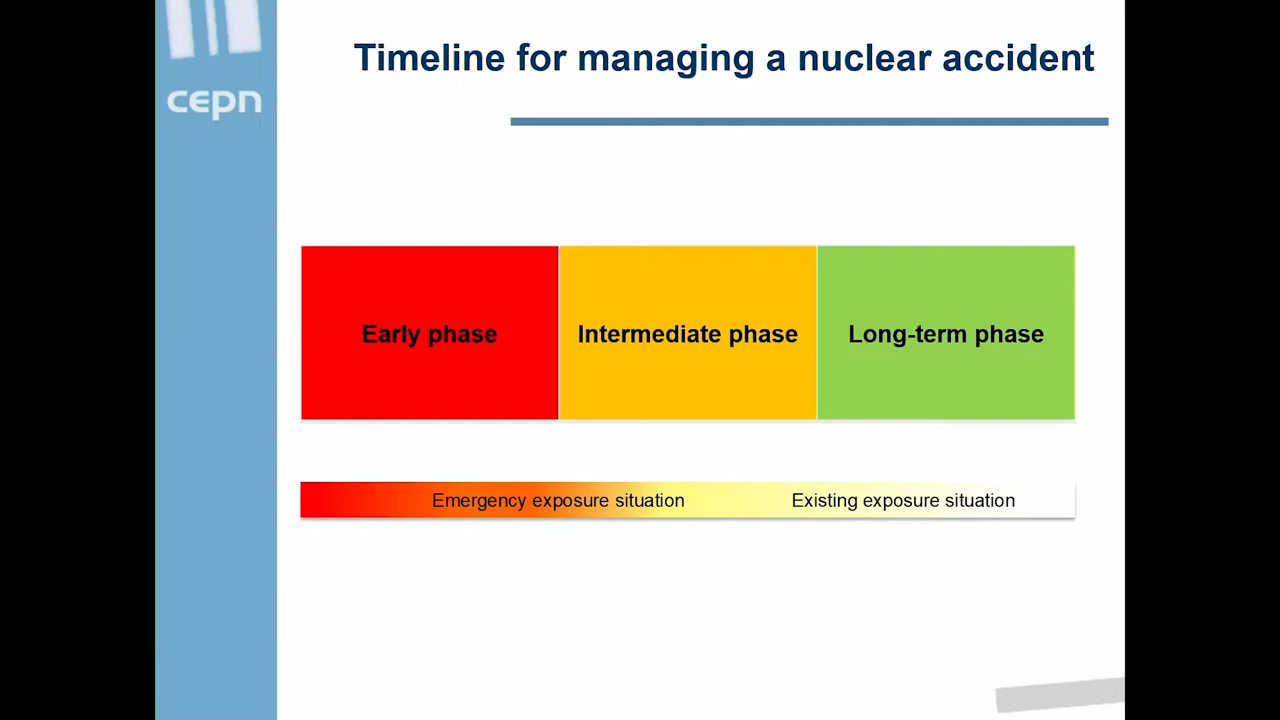 Timeline for managing a nuclear accident
cepn
Early phase
Intermediate phase
Long-term phase
Emergency exposure situation
Existing exposure situation